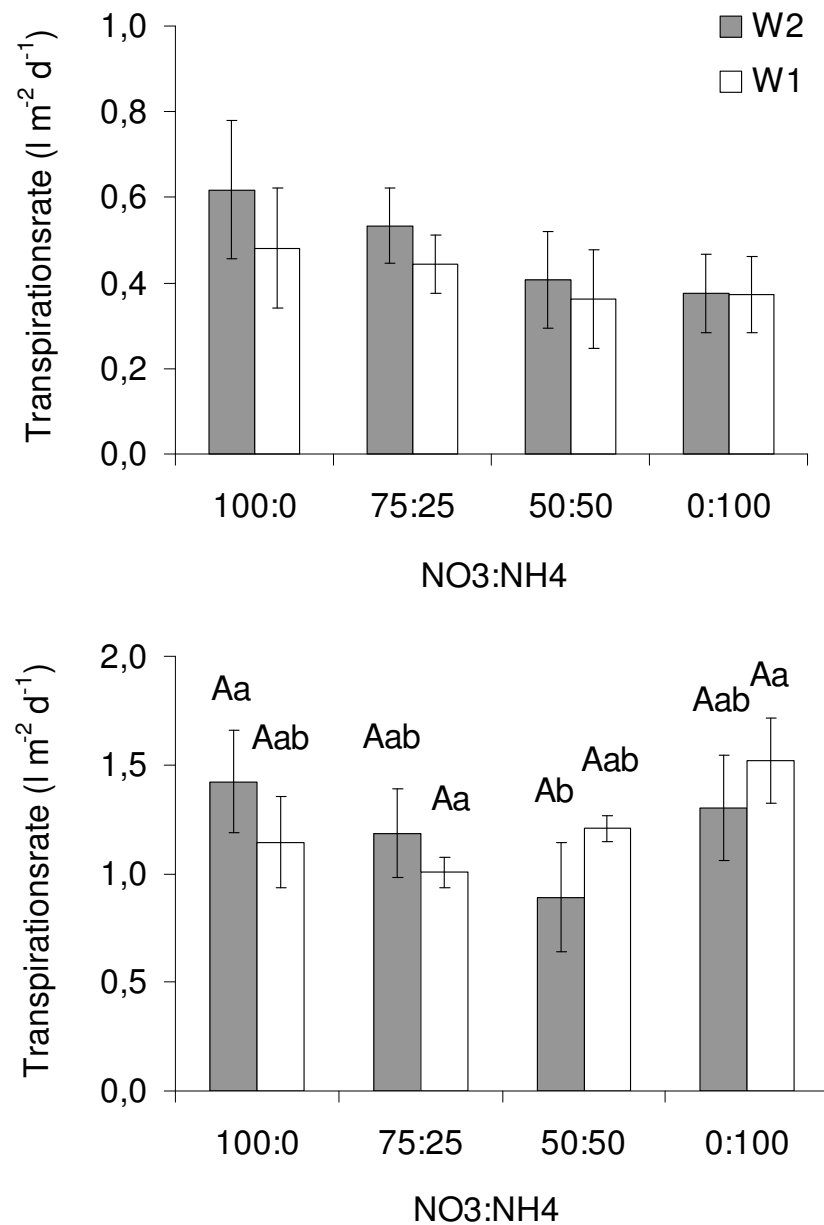 W2
W1
Transpirationsrate (l m⁻² d⁻¹)
1,0
0,8
0,6
0,4
0,2
0,0
100:0 75:25 50:50 0:100
NO3:NH4
Transpirationsrate (l m⁻² d⁻¹)
2,0
1,5
1,0
0,5
0,0
Aa Aab Aab Aa Ab Aab Aab Aa
100:0 75:25 50:50 0:100
NO3:NH4